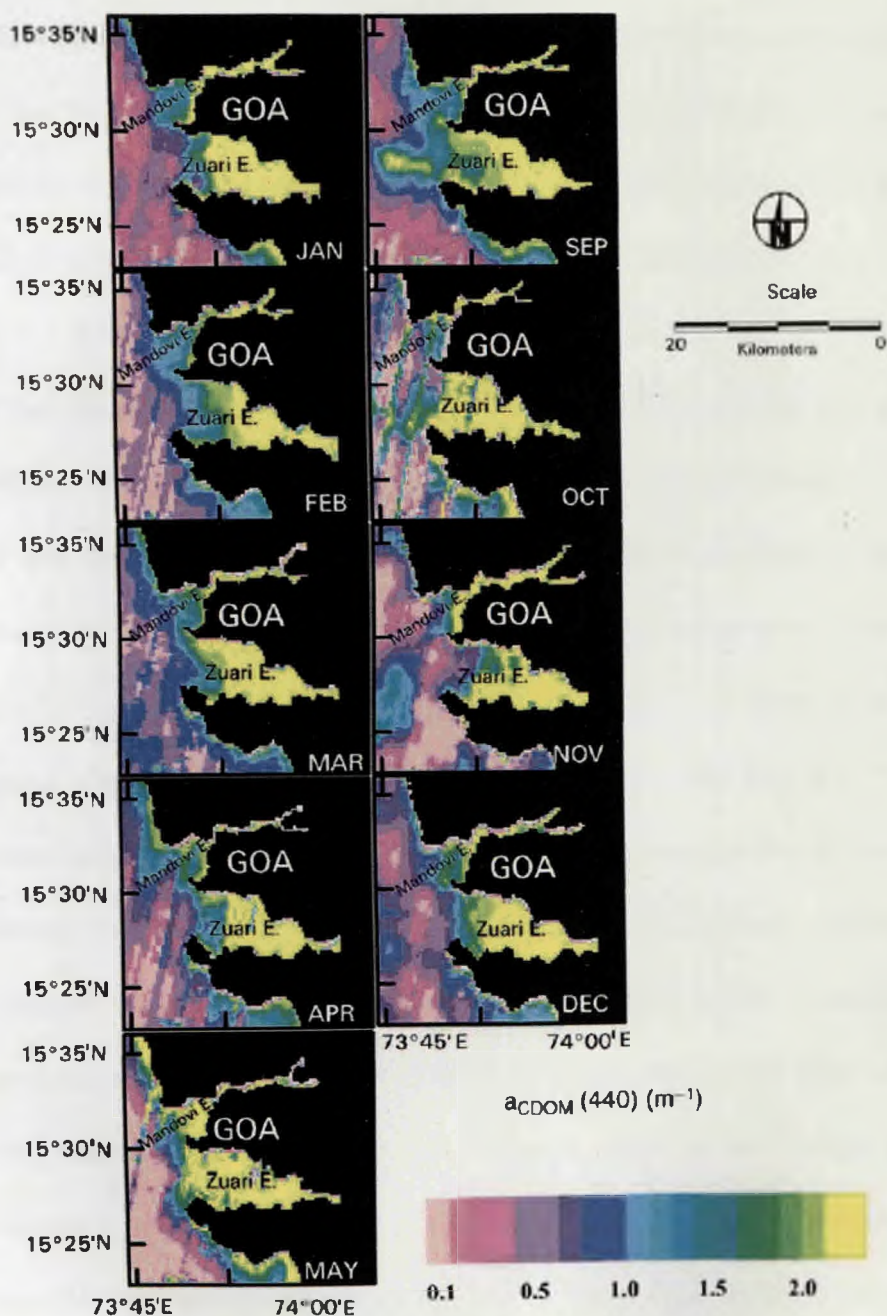 15°35'N
15°30'N
15°25'N
Mandovi E.
GOA
Zuari E.
JAN
Mandovi E.
GOA
Zuari E.
SEP
N
Scale
20 0
Kilometers
15°35'N
15°30'N
15°25'N
Mandovi E.
GOA
Zuari E.
FEB
Mandovi E.
GOA
Zuari E.
OCT
15°35'N
15°30'N
15°25'N
Mandovi E.
GOA
Zuari E.
MAR
Mandovi E.
GOA
Zuari E.
NOV
15°35'N
15°30'N
15°25'N
Mandovi E.
GOA
Zuari E.
APR
Mandovi E.
GOA
Zuari E.
DEC
73°45'E 74°00'E
15°35'N
15°30'N
15°25'N
Mandovi E.
GOA
Zuari E.
MAY
73°45'E 74°00'E
aCDOM (440) (m⁻¹)
0.1 0.5 1.0 1.5 2.0